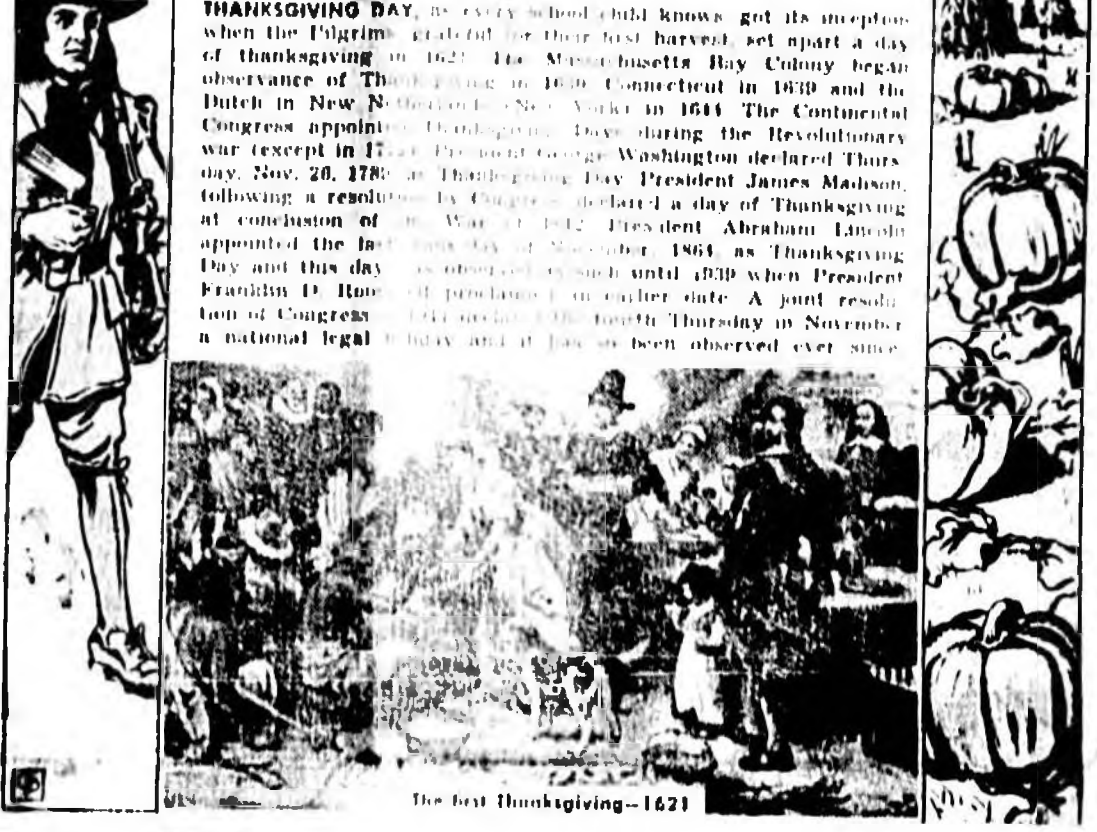 THANKSGIVING DAY, as every school child knows got its inception
when the Pilgrims grateful for their first harvest, set apart a day
of thanksgiving in 1621 The Massachusetts Bay Colony began
observance of Thanksgiving in 1630 Connecticut in 1639 and the
Dutch in New Netherlands (New York) in 1644 The Continental
Congress appointed Thanksgiving Days during the Revolutionary
war (except in President George Washington declared Thurs-
day, Nov. 26, 1789 as Thanksgiving Day President James Madison,
following a resolution by Congress declared a day of Thanksgiving
at conclusion of the War of 1812 President Abraham Lincoln
appointed the last Thursday of November, 1864, as Thanksgiving
Day and this day was observed as such until 1939 when President
Franklin D. Roosevelt proclaimed an earlier date A joint resolu-
tion of Congress in 1941 declared the fourth Thursday in November
a national legal holiday and it has so been observed ever since
The first Thanksgiving—1621